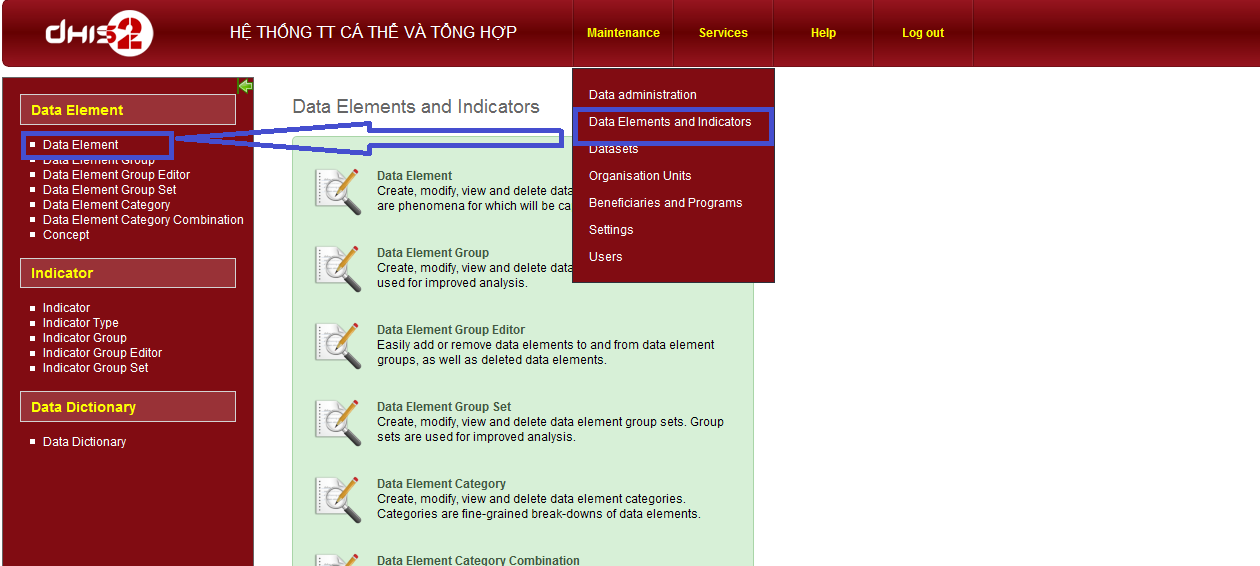 dHIS2
HỆ THỐNG TT CÁ THỂ VÀ TỔNG HỢP
Maintenance
Services
Help
Log out
Data administration
Data Elements and Indicators
Datasets
Organisation Units
Beneficiaries and Programs
Settings
Users
Data Element
Data Element
Data Element Group
Data Element Group Editor
Data Element Group Set
Data Element Category
Data Element Category Combination
Concept
Indicator
Indicator
Indicator Type
Indicator Group
Indicator Group Editor
Indicator Group Set
Data Dictionary
Data Dictionary
Data Elements and Indicators
Data Element
Create, modify, view and delete data
are phenomena for which will be ca
Data Element Group
Create, modify, view and delete data
used for improved analysis.
Data Element Group Editor
Easily add or remove data elements to and from data element
groups, as well as deleted data elements.
Data Element Group Set
Create, modify, view and delete data element group sets. Group
sets are used for improved analysis.
Data Element Category
Create, modify, view and delete data element categories.
Categories are fine-grained break-downs of data elements.
Data Element Category Combination